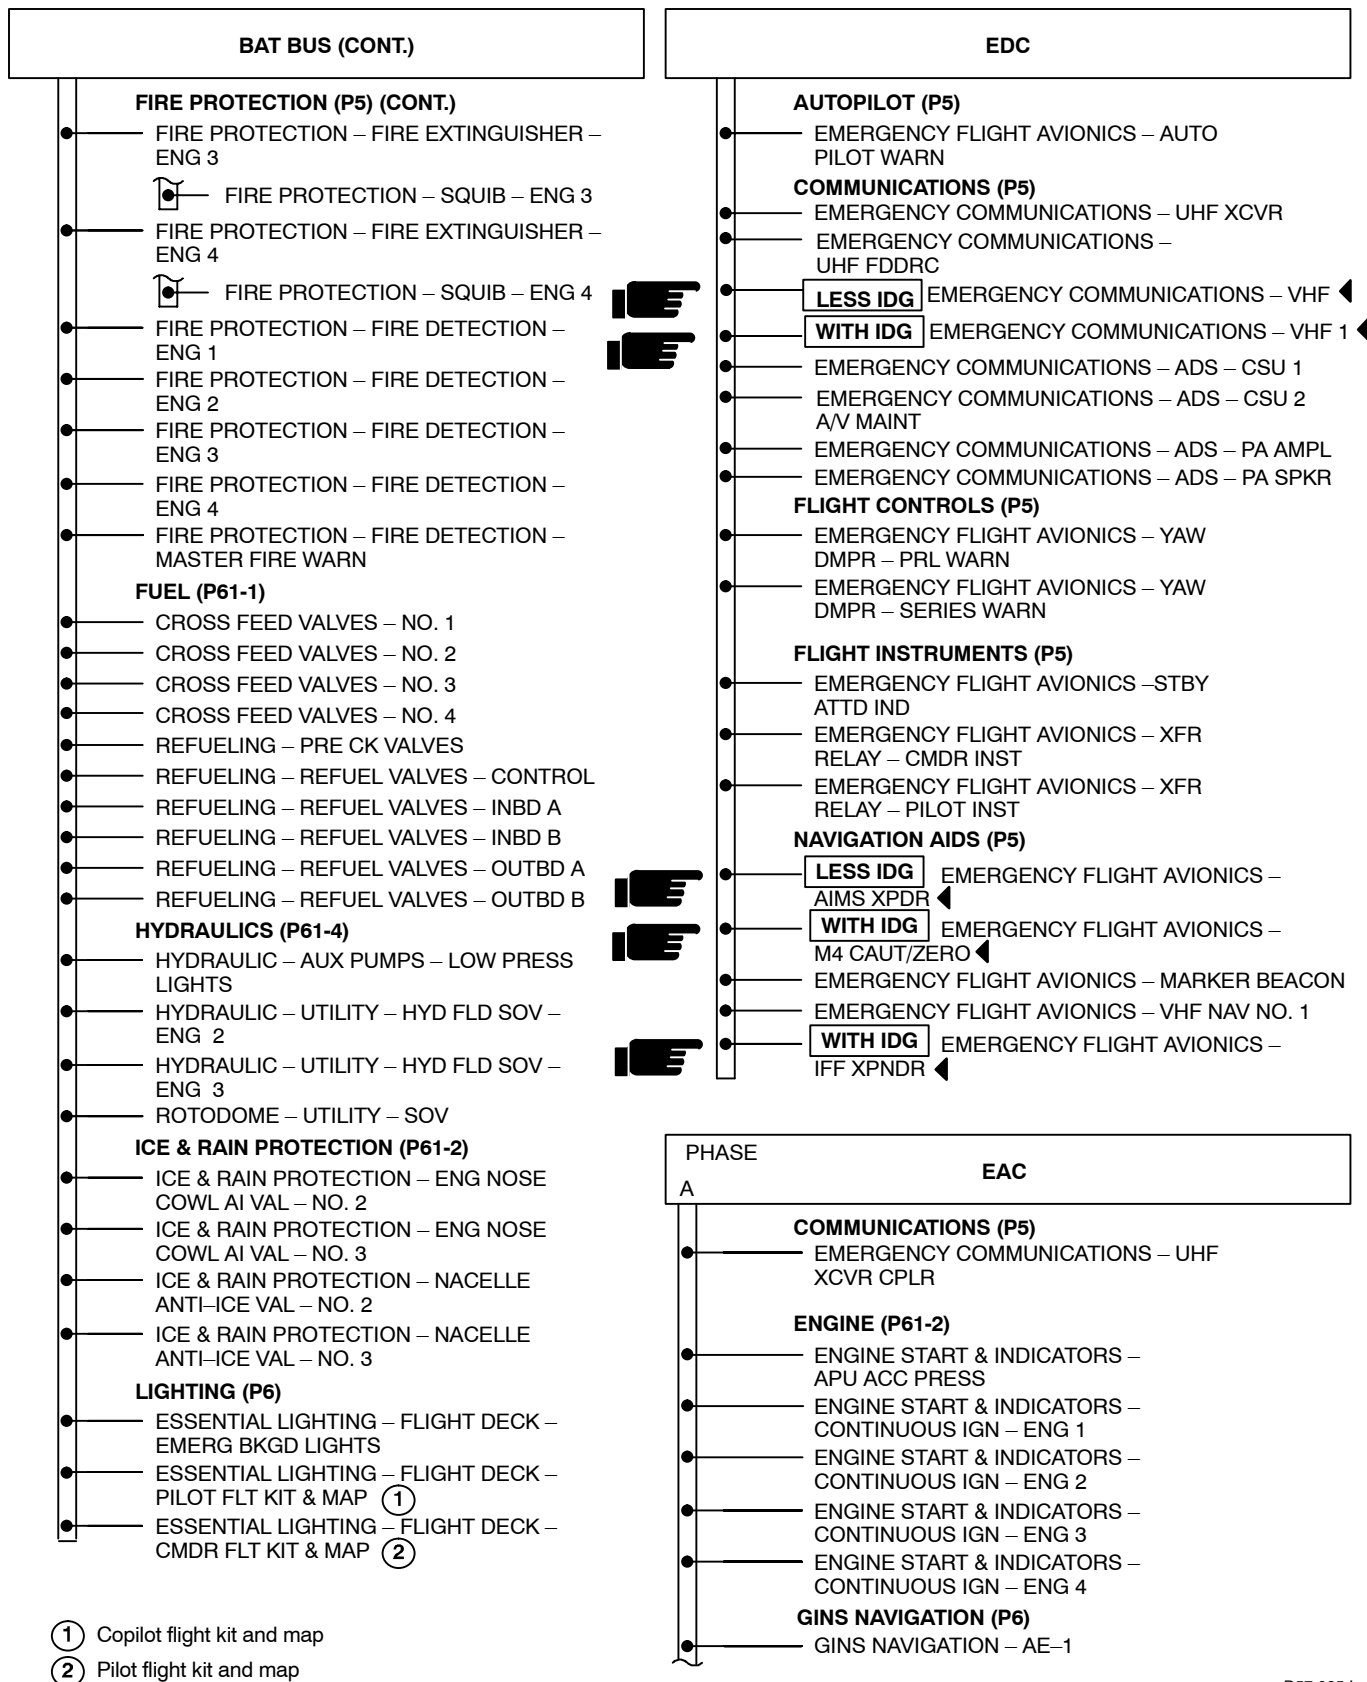 BAT BUS (CONT.)
FIRE PROTECTION (P5) (CONT.)
FIRE PROTECTION – FIRE EXTINGUISHER –
ENG 3
FIRE PROTECTION – SQUIB – ENG 3
FIRE PROTECTION – FIRE EXTINGUISHER –
ENG 4
FIRE PROTECTION – SQUIB – ENG 4
FIRE PROTECTION – FIRE DETECTION –
ENG 1
FIRE PROTECTION – FIRE DETECTION –
ENG 2
FIRE PROTECTION – FIRE DETECTION –
ENG 3
FIRE PROTECTION – FIRE DETECTION –
ENG 4
FIRE PROTECTION – FIRE DETECTION –
MASTER FIRE WARN
FUEL (P61-1)
CROSS FEED VALVES – NO. 1
CROSS FEED VALVES – NO. 2
CROSS FEED VALVES – NO. 3
CROSS FEED VALVES – NO. 4
REFUELING – PRE CK VALVES
REFUELING – REFUEL VALVES – CONTROL
REFUELING – REFUEL VALVES – INBD A
REFUELING – REFUEL VALVES – INBD B
REFUELING – REFUEL VALVES – OUTBD A
REFUELING – REFUEL VALVES – OUTBD B
HYDRAULICS (P61-4)
HYDRAULIC – AUX PUMPS – LOW PRESS
LIGHTS
HYDRAULIC – UTILITY – HYD FLD SOV –
ENG 2
HYDRAULIC – UTILITY – HYD FLD SOV –
ENG 3
ROTODOME – UTILITY – SOV
ICE & RAIN PROTECTION (P61-2)
ICE & RAIN PROTECTION – ENG NOSE
COWL AI VAL – NO. 2
ICE & RAIN PROTECTION – ENG NOSE
COWL AI VAL – NO. 3
ICE & RAIN PROTECTION – NACELLE
ANTI–ICE VAL – NO. 2
ICE & RAIN PROTECTION – NACELLE
ANTI–ICE VAL – NO. 3
LIGHTING (P6)
ESSENTIAL LIGHTING – FLIGHT DECK –
EMERG BKGD LIGHTS
ESSENTIAL LIGHTING – FLIGHT DECK –
PILOT FLT KIT & MAP 1
ESSENTIAL LIGHTING – FLIGHT DECK –
CMDR FLT KIT & MAP 2
1 Copilot flight kit and map
2 Pilot flight kit and map
EDC
AUTOPILOT (P5)
EMERGENCY FLIGHT AVIONICS – AUTO
PILOT WARN
COMMUNICATIONS (P5)
EMERGENCY COMMUNICATIONS – UHF XCVR
EMERGENCY COMMUNICATIONS –
UHF FDDRC
LESS IDG EMERGENCY COMMUNICATIONS – VHF
WITH IDG EMERGENCY COMMUNICATIONS – VHF 1
EMERGENCY COMMUNICATIONS – ADS – CSU 1
EMERGENCY COMMUNICATIONS – ADS – CSU 2
A/V MAINT
EMERGENCY COMMUNICATIONS – ADS – PA AMPL
EMERGENCY COMMUNICATIONS – ADS – PA SPKR
FLIGHT CONTROLS (P5)
EMERGENCY FLIGHT AVIONICS – YAW
DMPR – PRL WARN
EMERGENCY FLIGHT AVIONICS – YAW
DMPR – SERIES WARN
FLIGHT INSTRUMENTS (P5)
EMERGENCY FLIGHT AVIONICS –STBY
ATTD IND
EMERGENCY FLIGHT AVIONICS – XFR
RELAY – CMDR INST
EMERGENCY FLIGHT AVIONICS – XFR
RELAY – PILOT INST
NAVIGATION AIDS (P5)
LESS IDG EMERGENCY FLIGHT AVIONICS –
AIMS XPDR
WITH IDG EMERGENCY FLIGHT AVIONICS –
M4 CAUT/ZERO
EMERGENCY FLIGHT AVIONICS – MARKER BEACON
EMERGENCY FLIGHT AVIONICS – VHF NAV NO. 1
WITH IDG EMERGENCY FLIGHT AVIONICS –
IFF XPNDR
PHASE
EAC
A
COMMUNICATIONS (P5)
EMERGENCY COMMUNICATIONS – UHF
XCVR CPLR
ENGINE (P61-2)
ENGINE START & INDICATORS –
APU ACC PRESS
ENGINE START & INDICATORS –
CONTINUOUS IGN – ENG 1
ENGINE START & INDICATORS –
CONTINUOUS IGN – ENG 2
ENGINE START & INDICATORS –
CONTINUOUS IGN – ENG 3
ENGINE START & INDICATORS –
CONTINUOUS IGN – ENG 4
GINS NAVIGATION (P6)
GINS NAVIGATION – AE–1